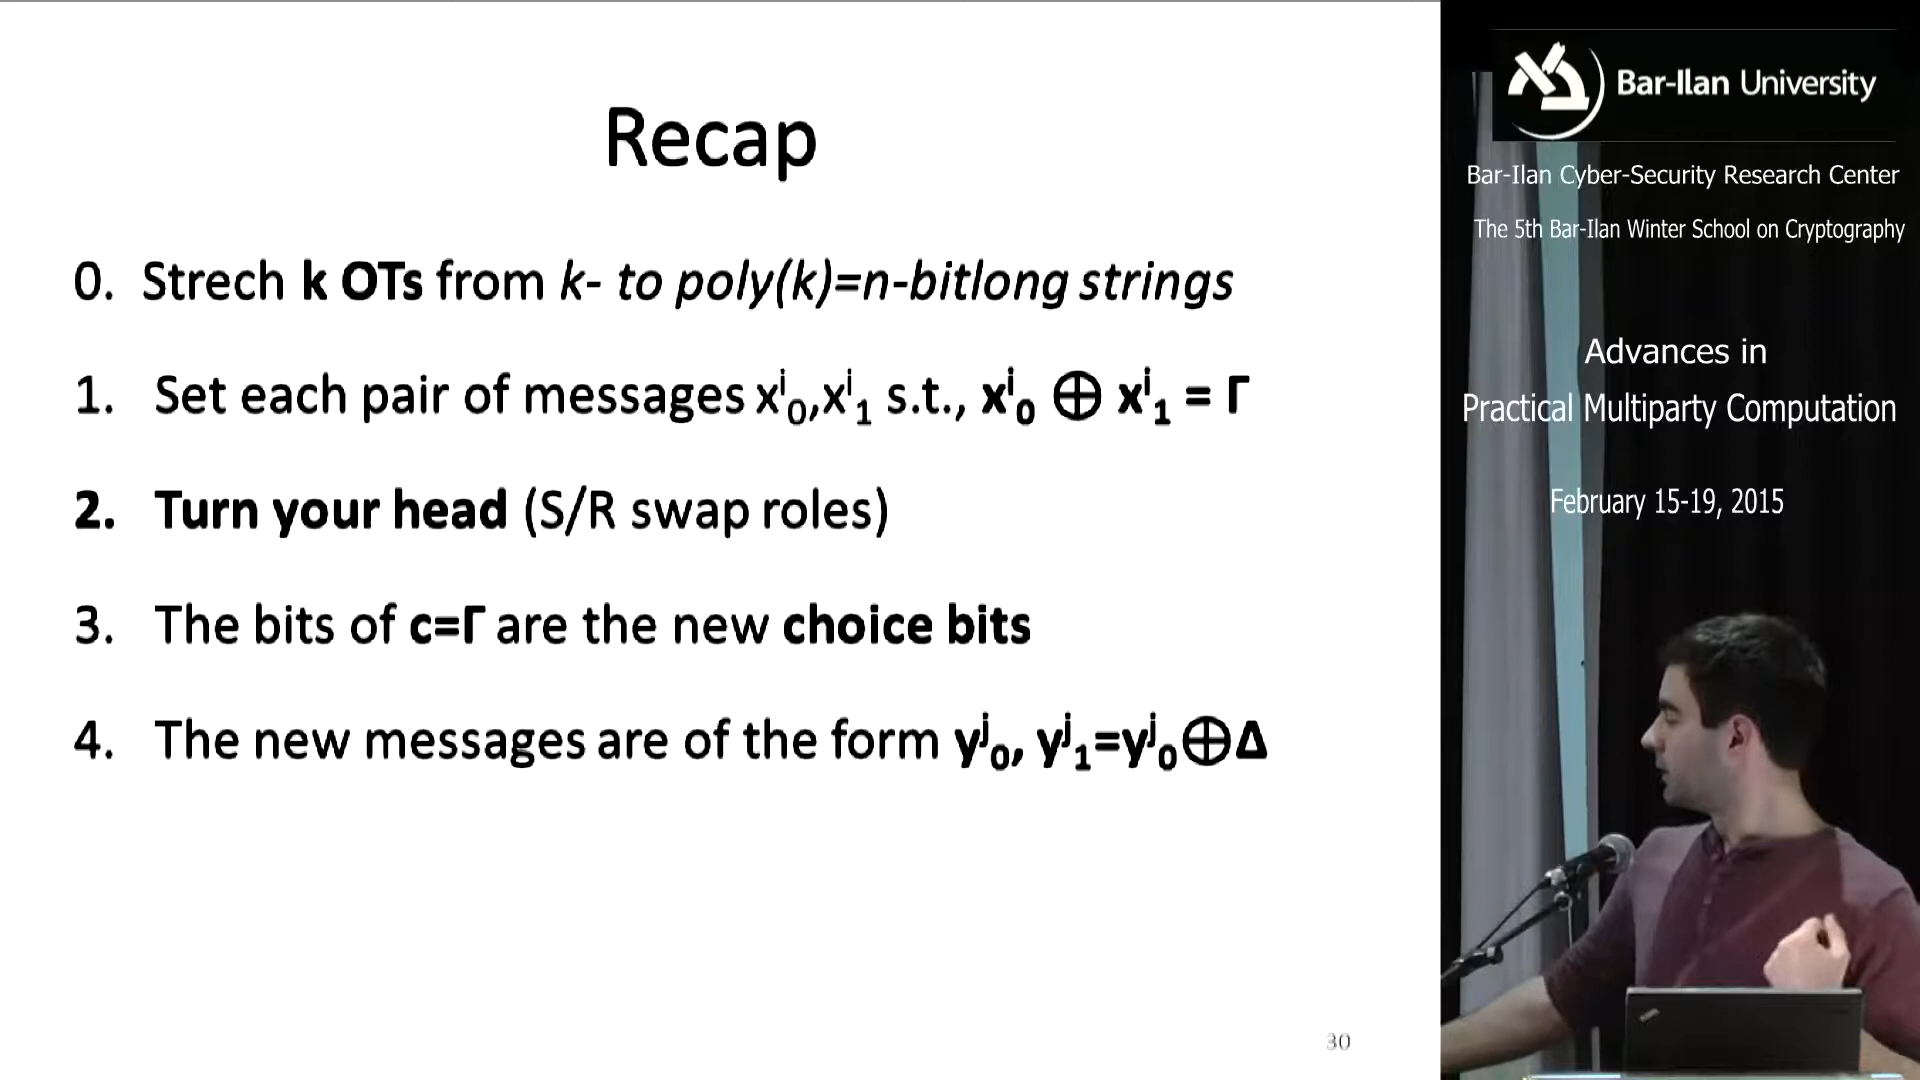 Recap
0. Strech k OTs from k- to poly(k)=n-bitlong strings
1. Set each pair of messages xⁱ₀,xⁱ₁ s.t., xⁱ₀ ⊕ xⁱ₁ = Γ
2. Turn your head (S/R swap roles)
3. The bits of c=Γ are the new choice bits
4. The new messages are of the form yʲ₀, yʲ₁=yʲ₀⊕Δ
30
Bar-Ilan University
Bar-Ilan Cyber-Security Research Center
The 5th Bar-Ilan Winter School on Cryptography
Advances in
Practical Multiparty Computation
February 15-19, 2015